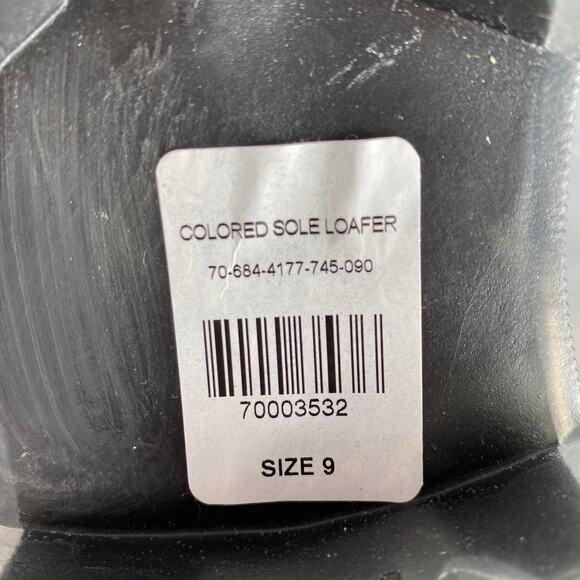 COLORED SOLE LOAFER
70-684-4177-745-090
70003532
SIZE 9